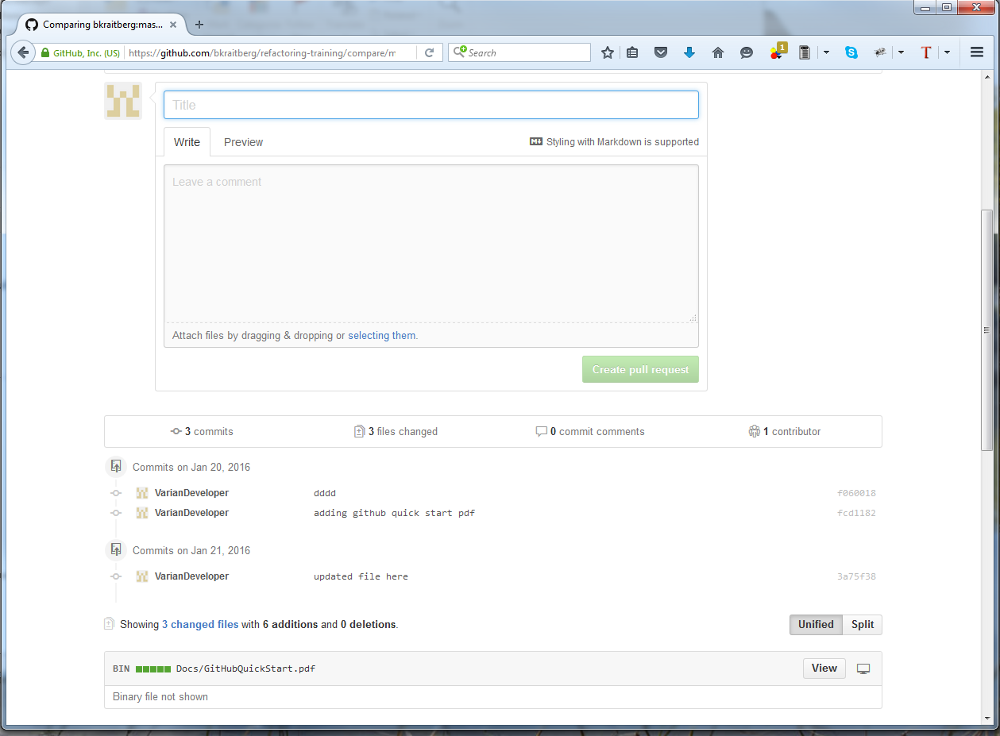 Comparing bkraitberg:mas...
GitHub, Inc. (US) https://github.com/bkraitberg/refactoring-training/compare/m Search 1 T
Title
Write Preview Styling with Markdown is supported
Leave a comment
Attach files by dragging & dropping or selecting them.
Create pull request
3 commits 3 files changed 0 commit comments 1 contributor
Commits on Jan 20, 2016
VarianDeveloper dddd f060018
VarianDeveloper adding github quick start pdf fcd1182
Commits on Jan 21, 2016
VarianDeveloper updated file here 3a75f38
Showing 3 changed files with 6 additions and 0 deletions. Unified Split
BIN Docs/GitHubQuickStart.pdf View
Binary file not shown